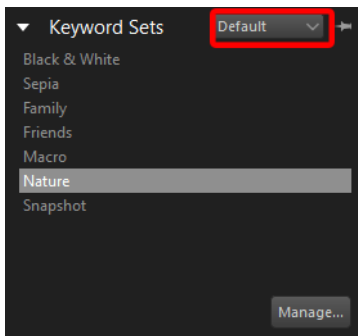 Keyword Sets Default
Black & White
Sepia
Family
Friends
Macro
Nature
Snapshot
Manage...